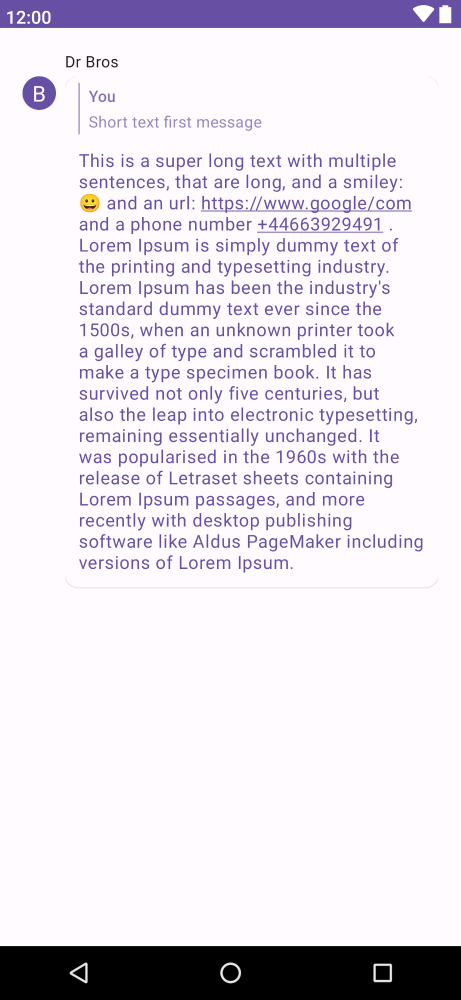 12:00
Dr Bros
B
You
Short text first message
This is a super long text with multiple
sentences, that are long, and a smiley:
😀 and an url: https://www.google/com
and a phone number +44663929491 .
Lorem Ipsum is simply dummy text of
the printing and typesetting industry.
Lorem Ipsum has been the industry's
standard dummy text ever since the
1500s, when an unknown printer took
a galley of type and scrambled it to
make a type specimen book. It has
survived not only five centuries, but
also the leap into electronic typesetting,
remaining essentially unchanged. It
was popularised in the 1960s with the
release of Letraset sheets containing
Lorem Ipsum passages, and more
recently with desktop publishing
software like Aldus PageMaker including
versions of Lorem Ipsum.